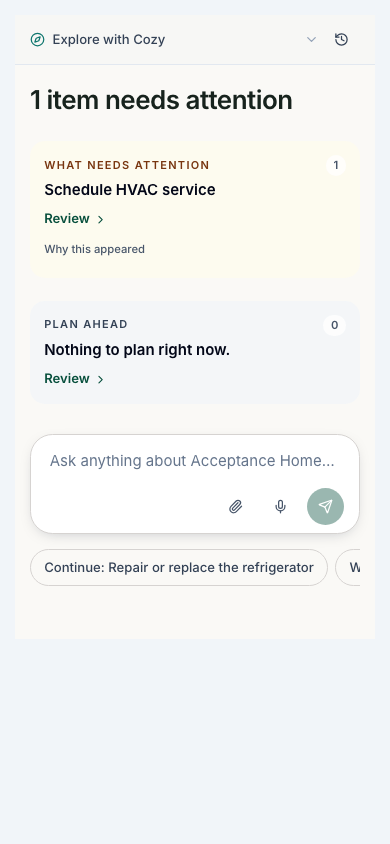 Explore with Cozy
1 item needs attention
WHAT NEEDS ATTENTION
1
Schedule HVAC service
Review
Why this appeared
PLAN AHEAD
0
Nothing to plan right now.
Review
Ask anything about Acceptance Home...
Continue: Repair or replace the refrigerator